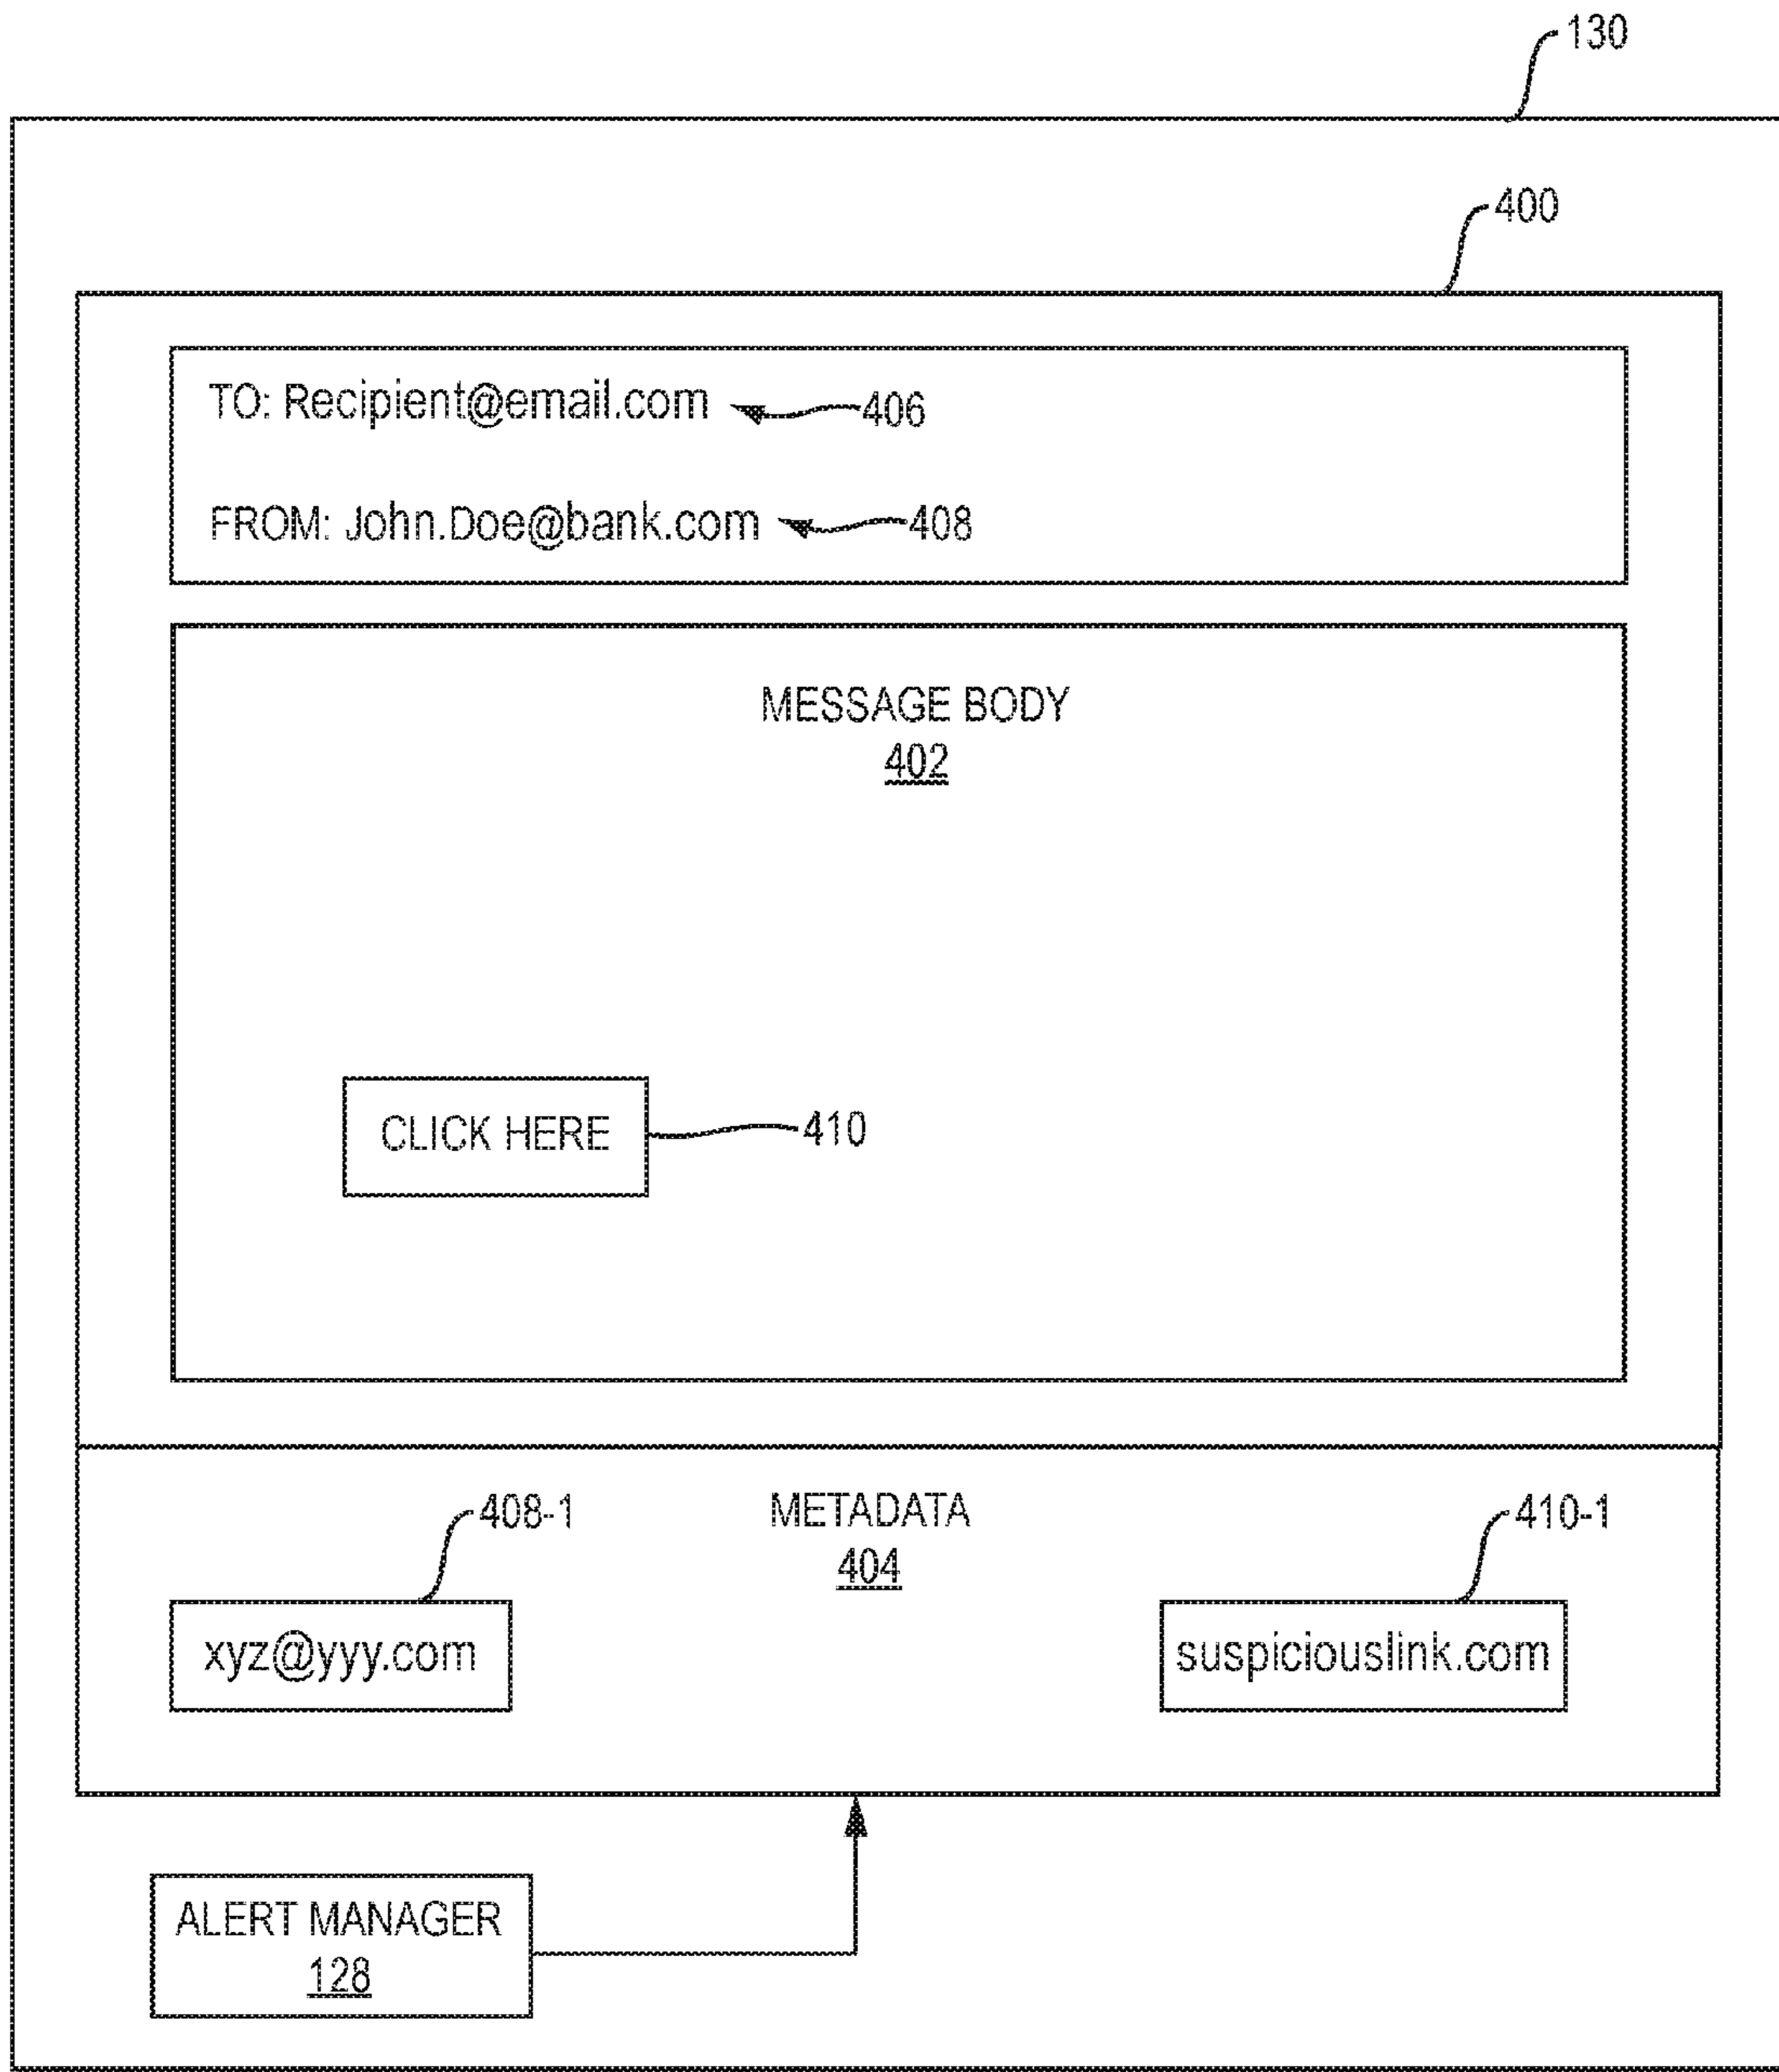 130
400
TO: Recipient@email.com 406
FROM: John.Doe@bank.com 408
MESSAGE BODY
402
CLICK HERE 410
408-1
METADATA
404
410-1
xyz@yyy.com
suspiciouslink.com
ALERT MANAGER
128